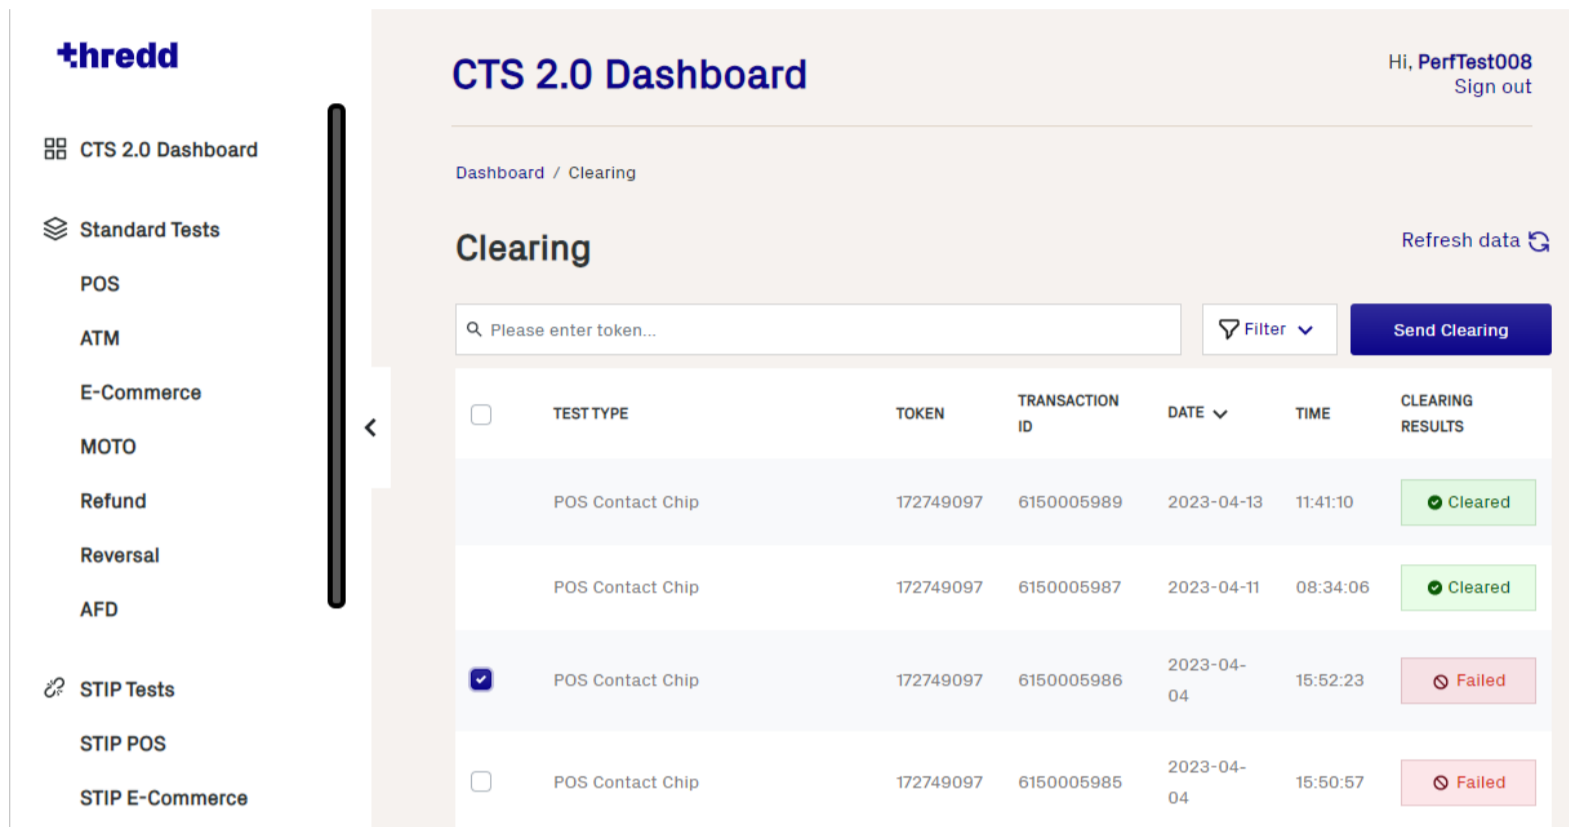 thredd
CTS 2.0 Dashboard
Standard Tests
POS
ATM
E-Commerce
MOTO
Refund
Reversal
AFD
STIP Tests
STIP POS
STIP E-Commerce
CTS 2.0 Dashboard
Hi, PerfTest008
Sign out
Dashboard / Clearing
Clearing
Refresh data
Please enter token...
Filter
Send Clearing
TEST TYPE TOKEN TRANSACTION ID DATE TIME CLEARING RESULTS
POS Contact Chip 172749097 6150005989 2023-04-13 11:41:10 Cleared
POS Contact Chip 172749097 6150005987 2023-04-11 08:34:06 Cleared
POS Contact Chip 172749097 6150005986 2023-04-04 15:52:23 Failed
POS Contact Chip 172749097 6150005985 2023-04-04 15:50:57 Failed